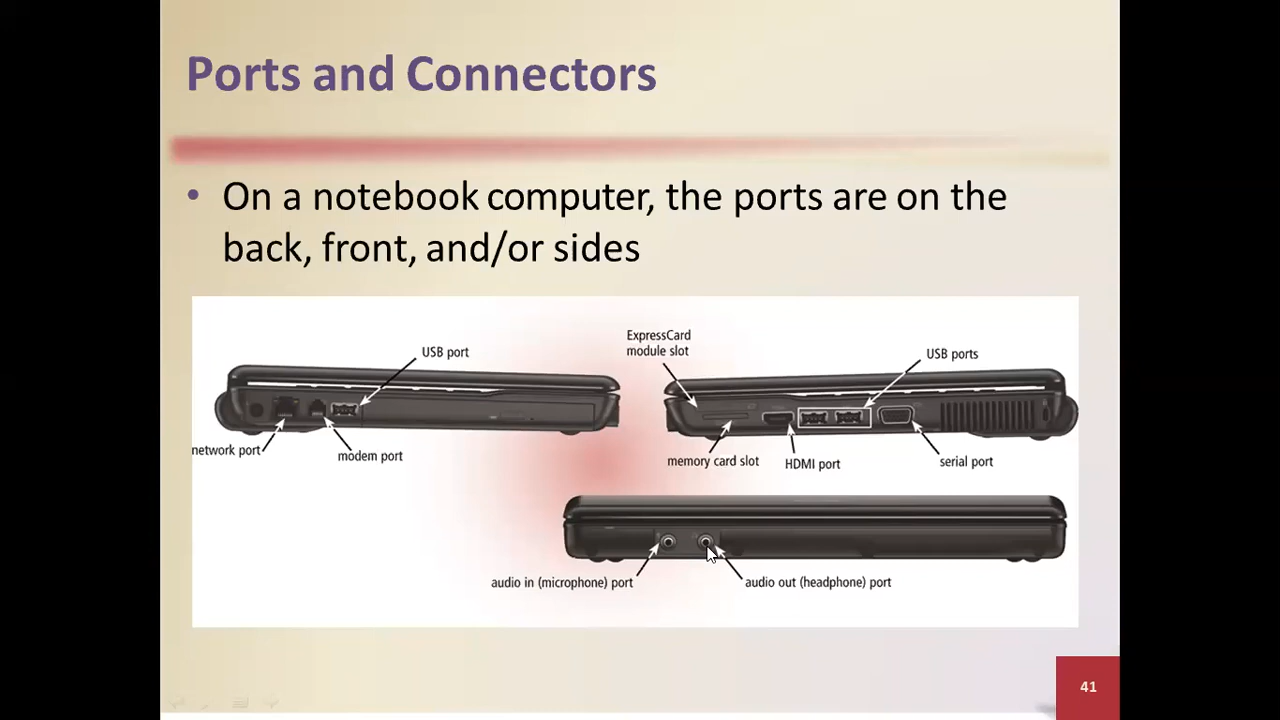 Ports and Connectors
• On a notebook computer, the ports are on the
back, front, and/or sides
USB port
ExpressCard
module slot
USB ports
network port
modem port
memory card slot
HDMI port
serial port
audio in (microphone) port
audio out (headphone) port
41